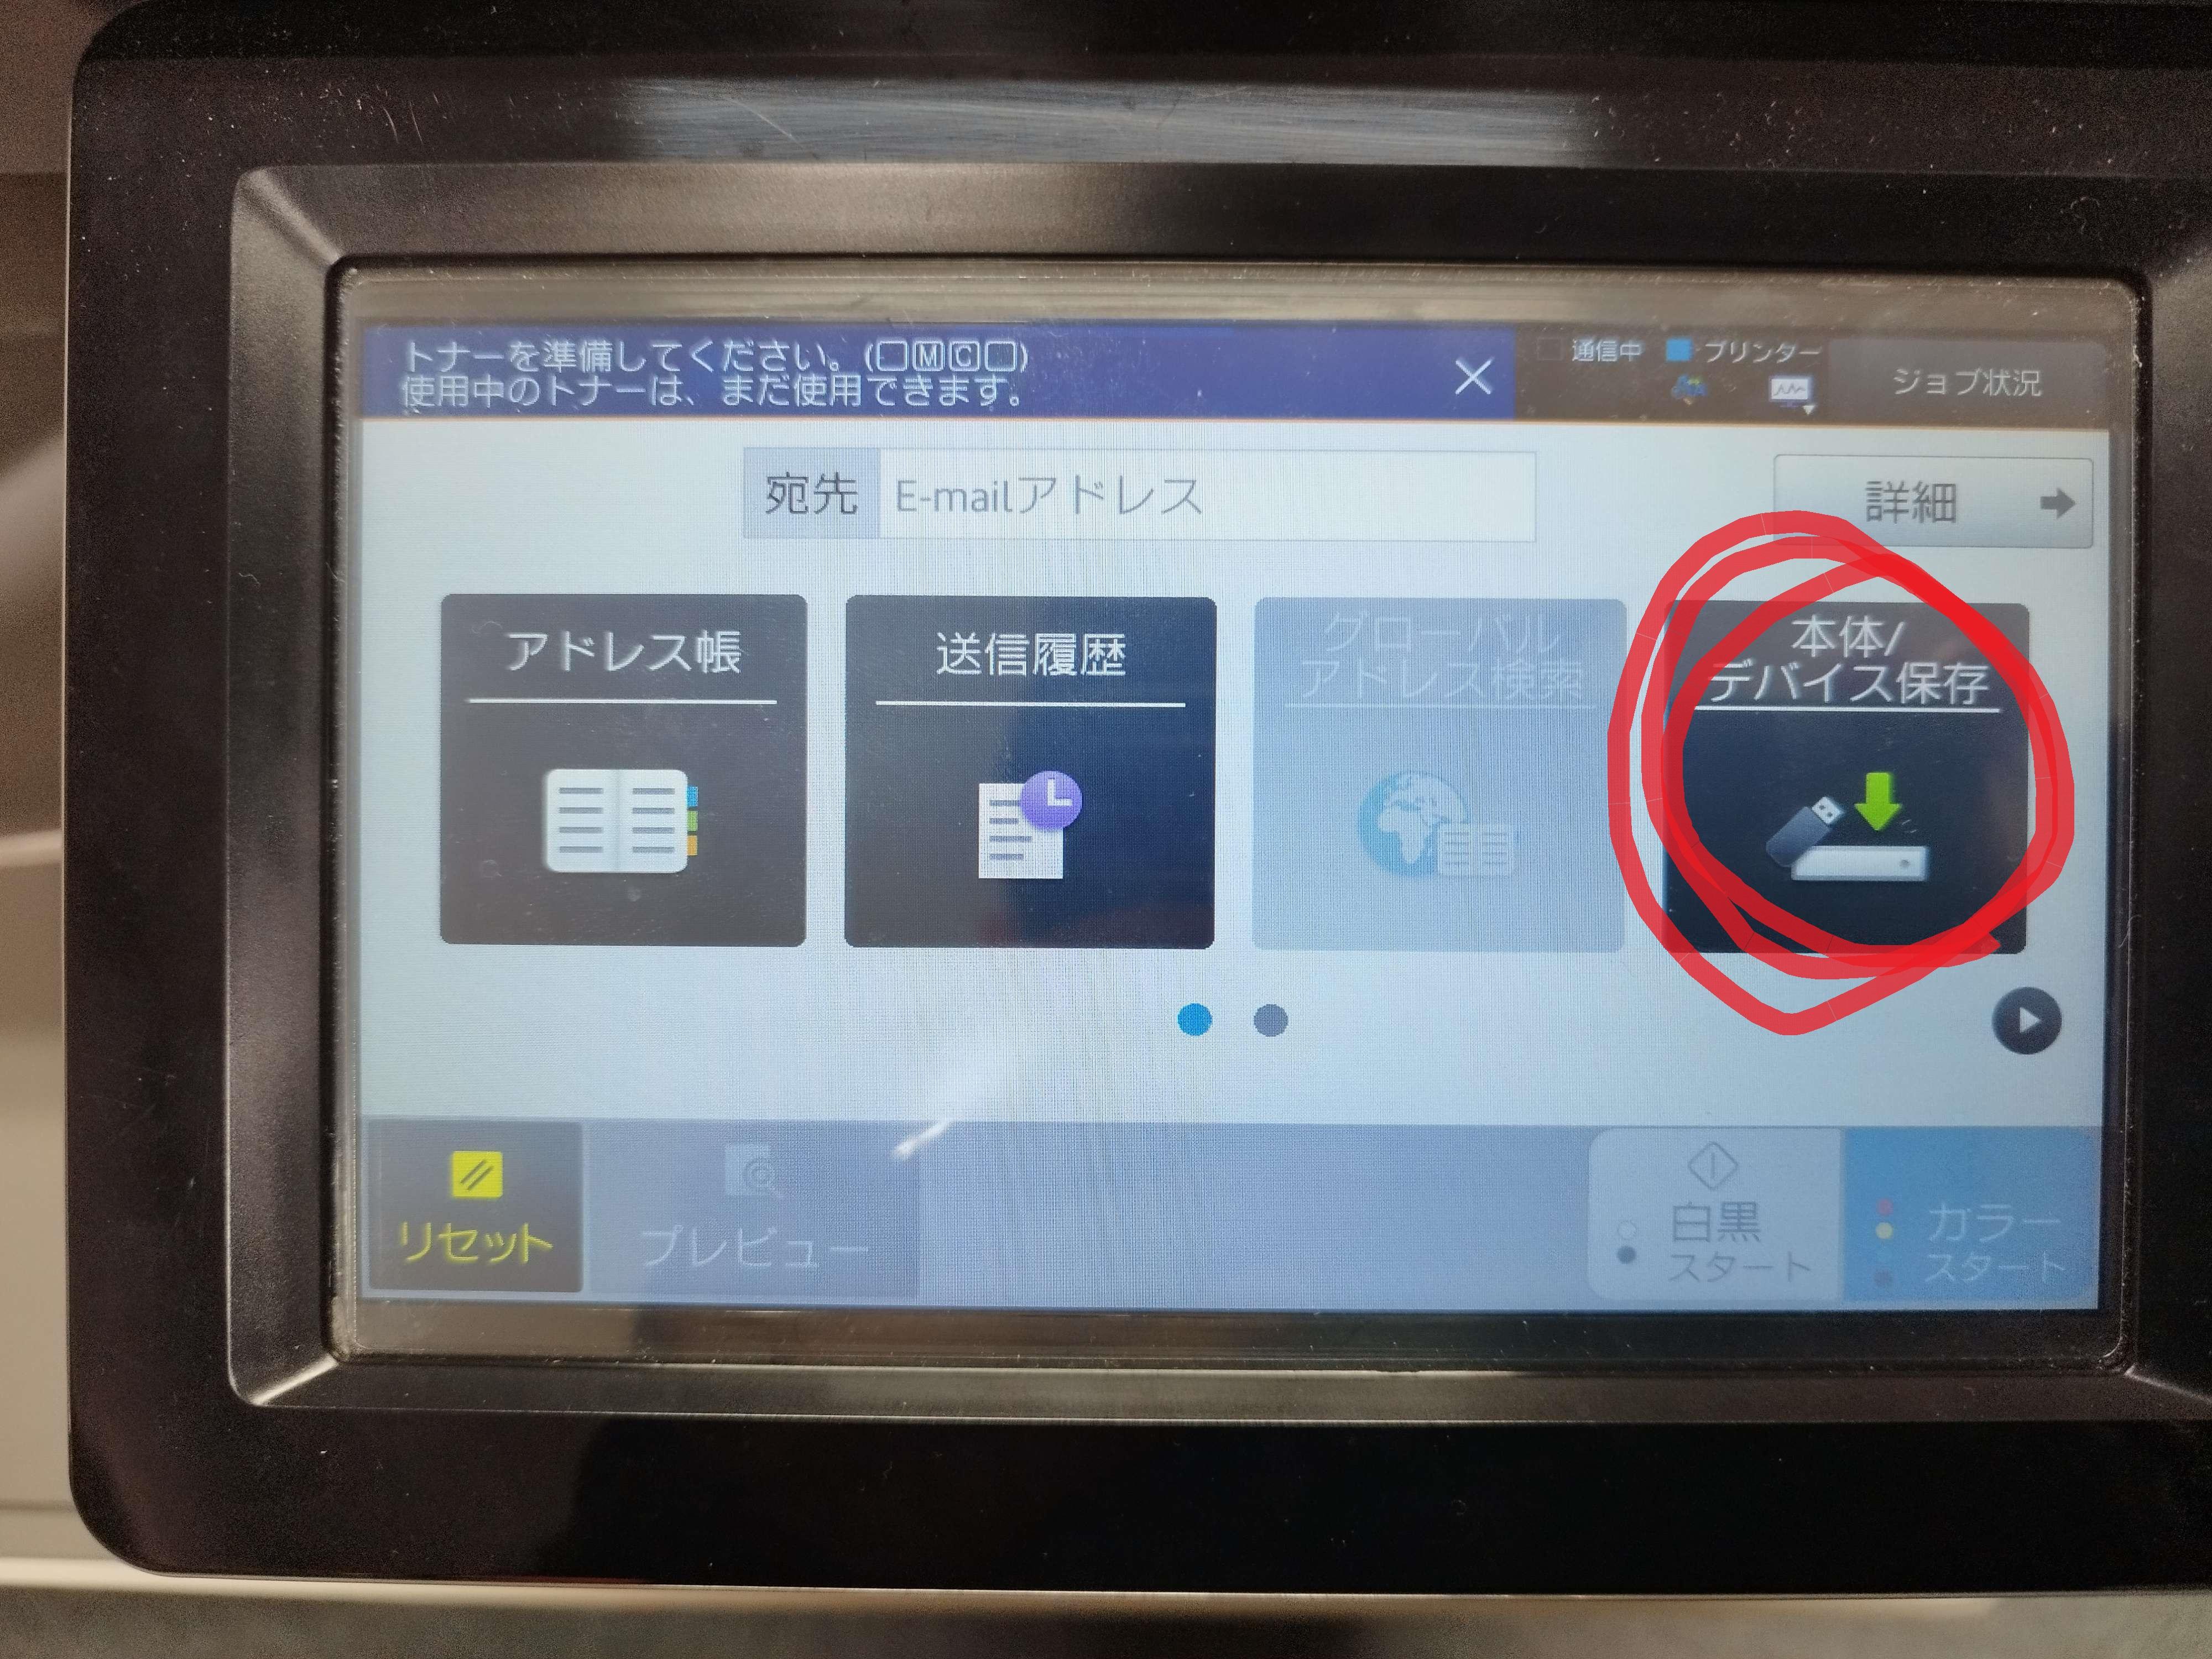 トナーを準備してください。(□ⓂⒸ□)
使用中のトナーは、まだ使用できます。
通信中
プリンター
ジョブ状況
宛先
E-mailアドレス
詳細
アドレス帳
送信履歴
グローバル
アドレス検索
本体/
デバイス保存
リセット
プレビュー
白黒
スタート
カラー
スタート